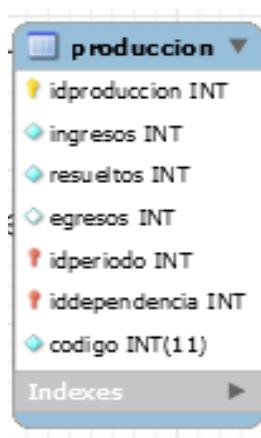 produccion
idproduccion INT
ingresos INT
resueltos INT
egresos INT
idperiodo INT
iddependencia INT
codigo INT(11)
Indexes